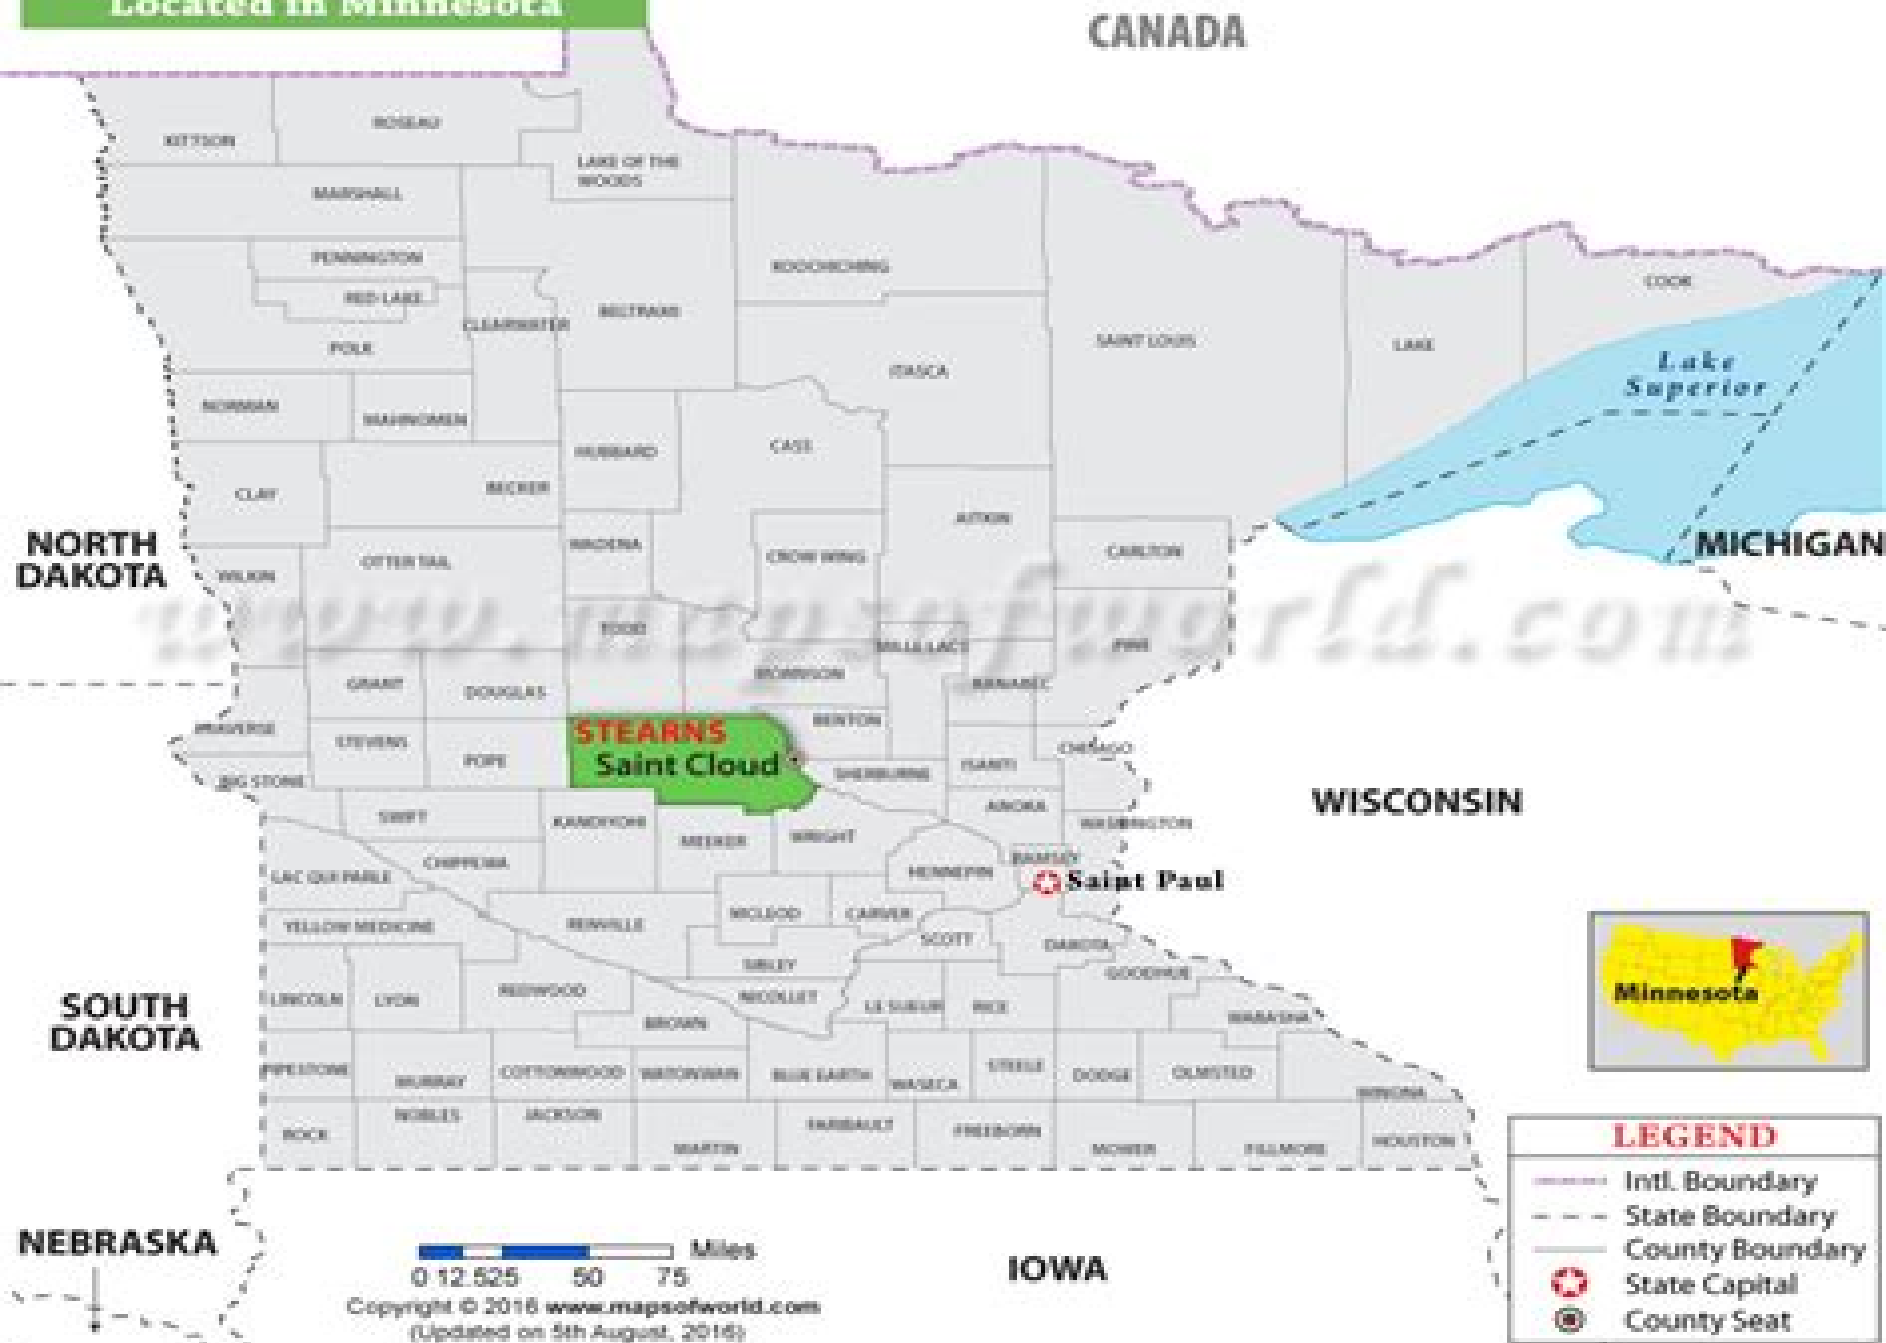 Located in Minnesota
CANADA
KITTSON
ROSEAU
LAKE OF THE
WOODS
MARSHALL
PENNINGTON
RED LAKE
POLK
CLEARWATER
BELTRAMI
KOOCHICHING
ITASCA
SAINT LOUIS
LAKE
COOK
Lake
Superior
NORMAN
MAHNOMEN
HUBBARD
CASS
CLAY
BECKER
AITKIN
NORTH
DAKOTA
WILKIN
OTTER TAIL
WADENA
CROW WING
CARLTON
MICHIGAN
www.mapsofworld.com
TODD
MORRISON
MILLE LACS
KANABEC
PINE
GRANT
DOUGLAS
TRAVERSE
STEVENS
POPE
STEARNS
Saint Cloud
BENTON
SHERBURNE
ISANTI
CHISAGO
BIG STONE
SWIFT
KANDIYOHI
MEEKER
WRIGHT
ANOKA
WASHINGTON
WISCONSIN
LAC QUI PARLE
CHIPPEWA
HENNEPIN
RAMSEY
Saint Paul
YELLOW MEDICINE
RENVILLE
MCLEOD
CARVER
SCOTT
DAKOTA
SIBLEY
GOODHUE
SOUTH
DAKOTA
LINCOLN
LYON
REDWOOD
NICOLLET
LE SUEUR
RICE
WABASHA
BROWN
Minnesota
PIPESTONE
MURRAY
COTTONWOOD
WATONWAN
BLUE EARTH
WASECA
STEELE
DODGE
OLMSTED
WINONA
ROCK
NOBLES
JACKSON
MARTIN
FARIBAULT
FREEBORN
MOWER
FILLMORE
HOUSTON
NEBRASKA
IOWA
Miles
0 12.525 50 75
Copyright © 2016 www.mapsofworld.com
(Updated on 5th August, 2016)
LEGEND
Intl. Boundary
State Boundary
County Boundary
State Capital
County Seat